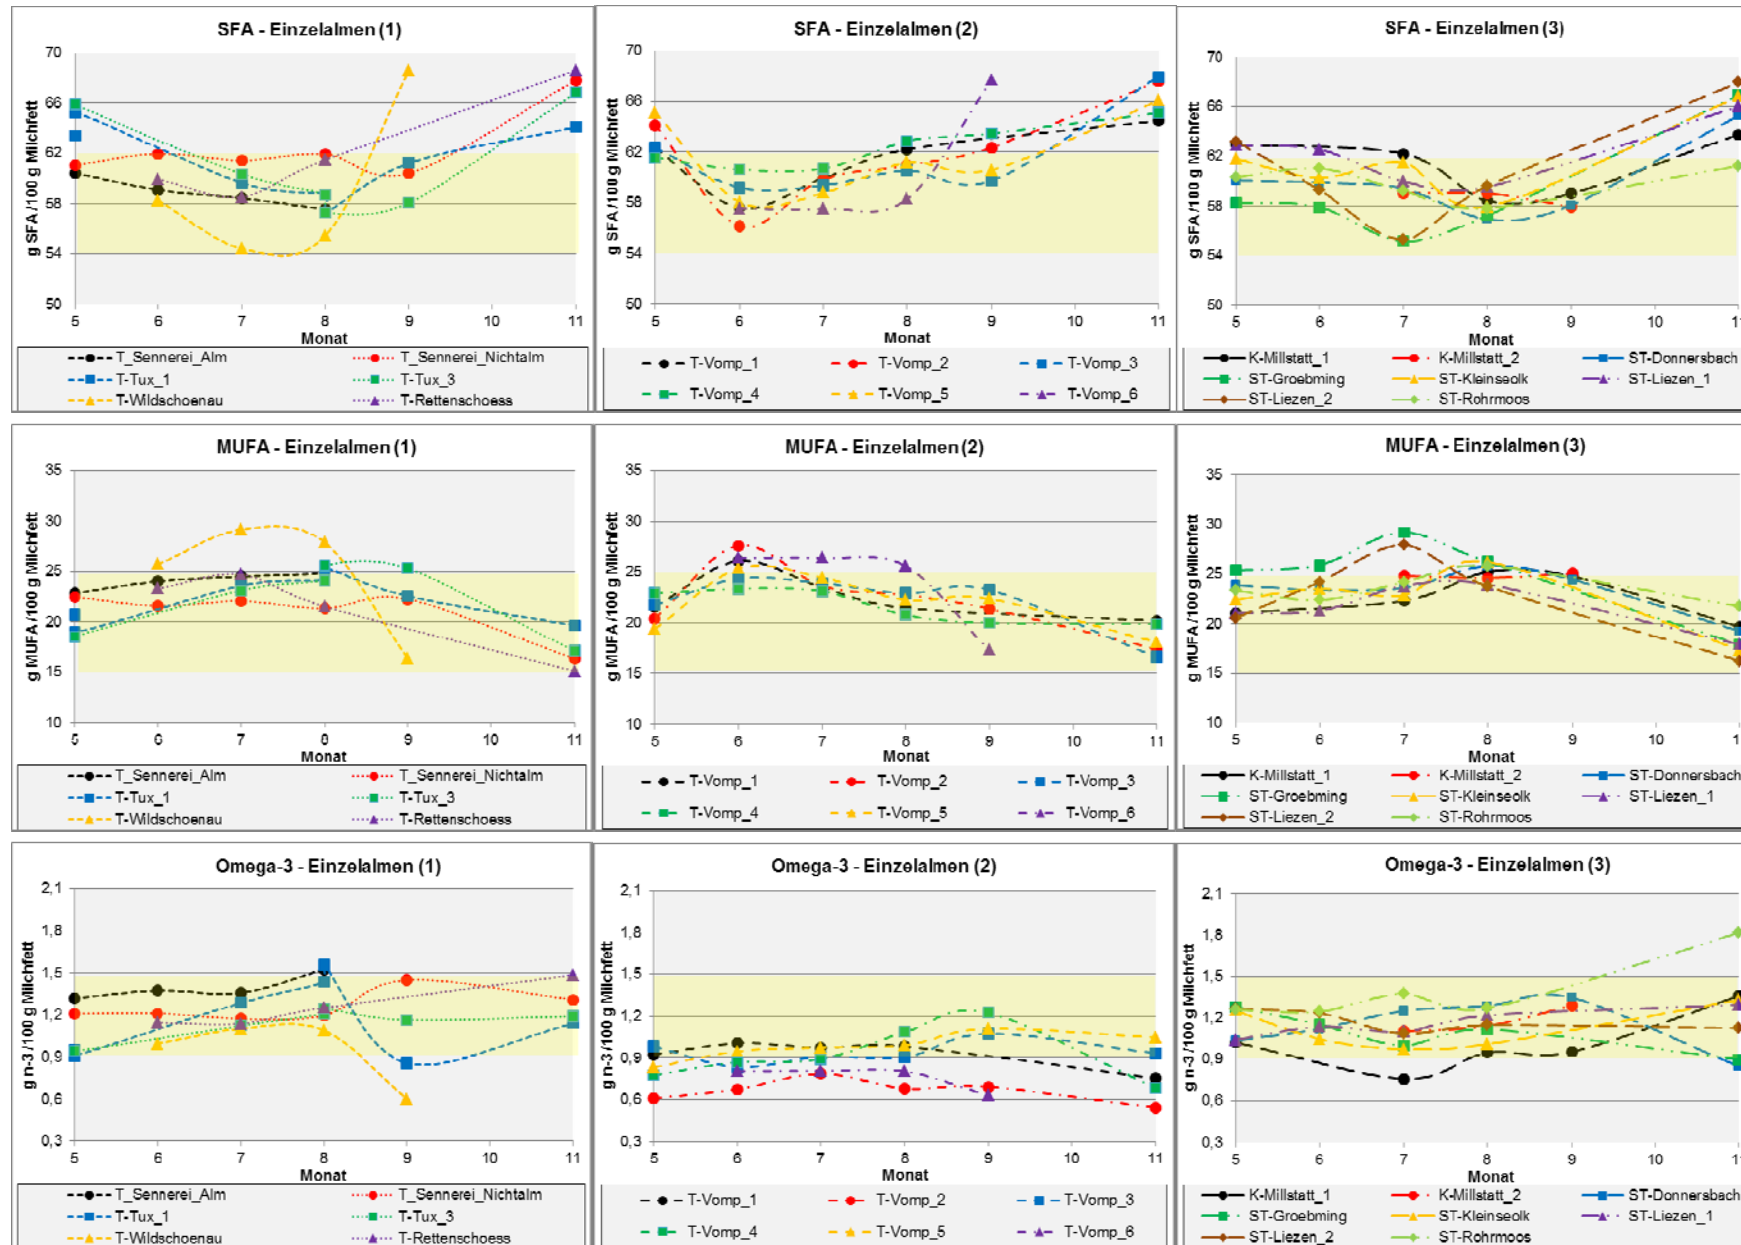 SFA - Einzelalmen (1)
70
66
62
58
54
50
g SFA /100 g Milchfett
5 6 7 8 9 10 11
Monat
T_Sennerei_Alm T_Sennerei_Nichtalm
T-Tux_1 T-Tux_3
T-Wildschoenau T-Rettenschoess
SFA - Einzelalmen (2)
70
66
62
58
54
50
g SFA /100 g Milchfett
5 6 7 8 9 10 11
Monat
T-Vomp_1 T-Vomp_2 T-Vomp_3
T-Vomp_4 T-Vomp_5 T-Vomp_6
SFA - Einzelalmen (3)
70
66
62
58
54
50
g SFA /100 g Milchfett
5 6 7 8 9 10 11
Monat
K-Millstatt_1 K-Millstatt_2 ST-Donnersbach
ST-Groebming ST-Kleinseolk ST-Liezen_1
ST-Liezen_2 ST-Rohrmoos
MUFA - Einzelalmen (1)
35
30
25
20
15
10
g MUFA /100 g Milchfett
5 6 7 8 9 10 11
Monat
T_Sennerei_Alm T_Sennerei_Nichtalm
T-Tux_1 T-Tux_3
T-Wildschoenau T-Rettenschoess
MUFA - Einzelalmen (2)
35
30
25
20
15
10
g MUFA /100 g Milchfett
5 6 7 8 9 10 11
Monat
T-Vomp_1 T-Vomp_2 T-Vomp_3
T-Vomp_4 T-Vomp_5 T-Vomp_6
MUFA - Einzelalmen (3)
35
30
25
20
15
10
g MUFA /100 g Milchfett
5 6 7 8 9 10 11
Monat
K-Millstatt_1 K-Millstatt_2 ST-Donnersbach
ST-Groebming ST-Kleinseolk ST-Liezen_1
ST-Liezen_2 ST-Rohrmoos
Omega-3 - Einzelalmen (1)
2,1
1,8
1,5
1,2
0,9
0,6
0,3
g n-3 /100 g Milchfett
5 6 7 8 9 10 11
Monat
T_Sennerei_Alm T_Sennerei_Nichtalm
T-Tux_1 T-Tux_3
T-Wildschoenau T-Rettenschoess
Omega-3 - Einzelalmen (2)
2,1
1,8
1,5
1,2
0,9
0,6
0,3
g n-3 /100 g Milchfett
5 6 7 8 9 10 11
Monat
T-Vomp_1 T-Vomp_2 T-Vomp_3
T-Vomp_4 T-Vomp_5 T-Vomp_6
Omega-3 - Einzelalmen (3)
2,1
1,8
1,5
1,2
0,9
0,6
0,3
g n-3 /100 g Milchfett
5 6 7 8 9 10 11
Monat
K-Millstatt_1 K-Millstatt_2 ST-Donnersbach
ST-Groebming ST-Kleinseolk ST-Liezen_1
ST-Liezen_2 ST-Rohrmoos